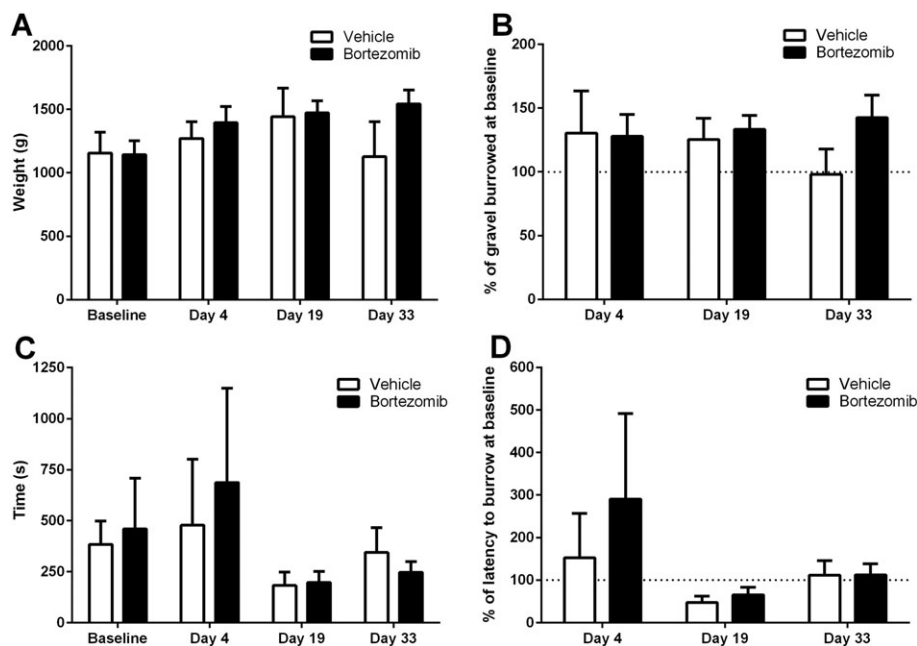 A
Vehicle
Bortezomib
Weight (g)
2000
1500
1000
500
0
Baseline
Day 4
Day 19
Day 33
B
Vehicle
Bortezomib
% of gravel burrowed at baseline
200
150
100
50
0
Day 4
Day 19
Day 33
C
Vehicle
Bortezomib
Time (s)
1250
1000
750
500
250
0
Baseline
Day 4
Day 19
Day 33
D
Vehicle
Bortezomib
% of latency to burrow at baseline
600
500
400
300
200
100
0
Day 4
Day 19
Day 33